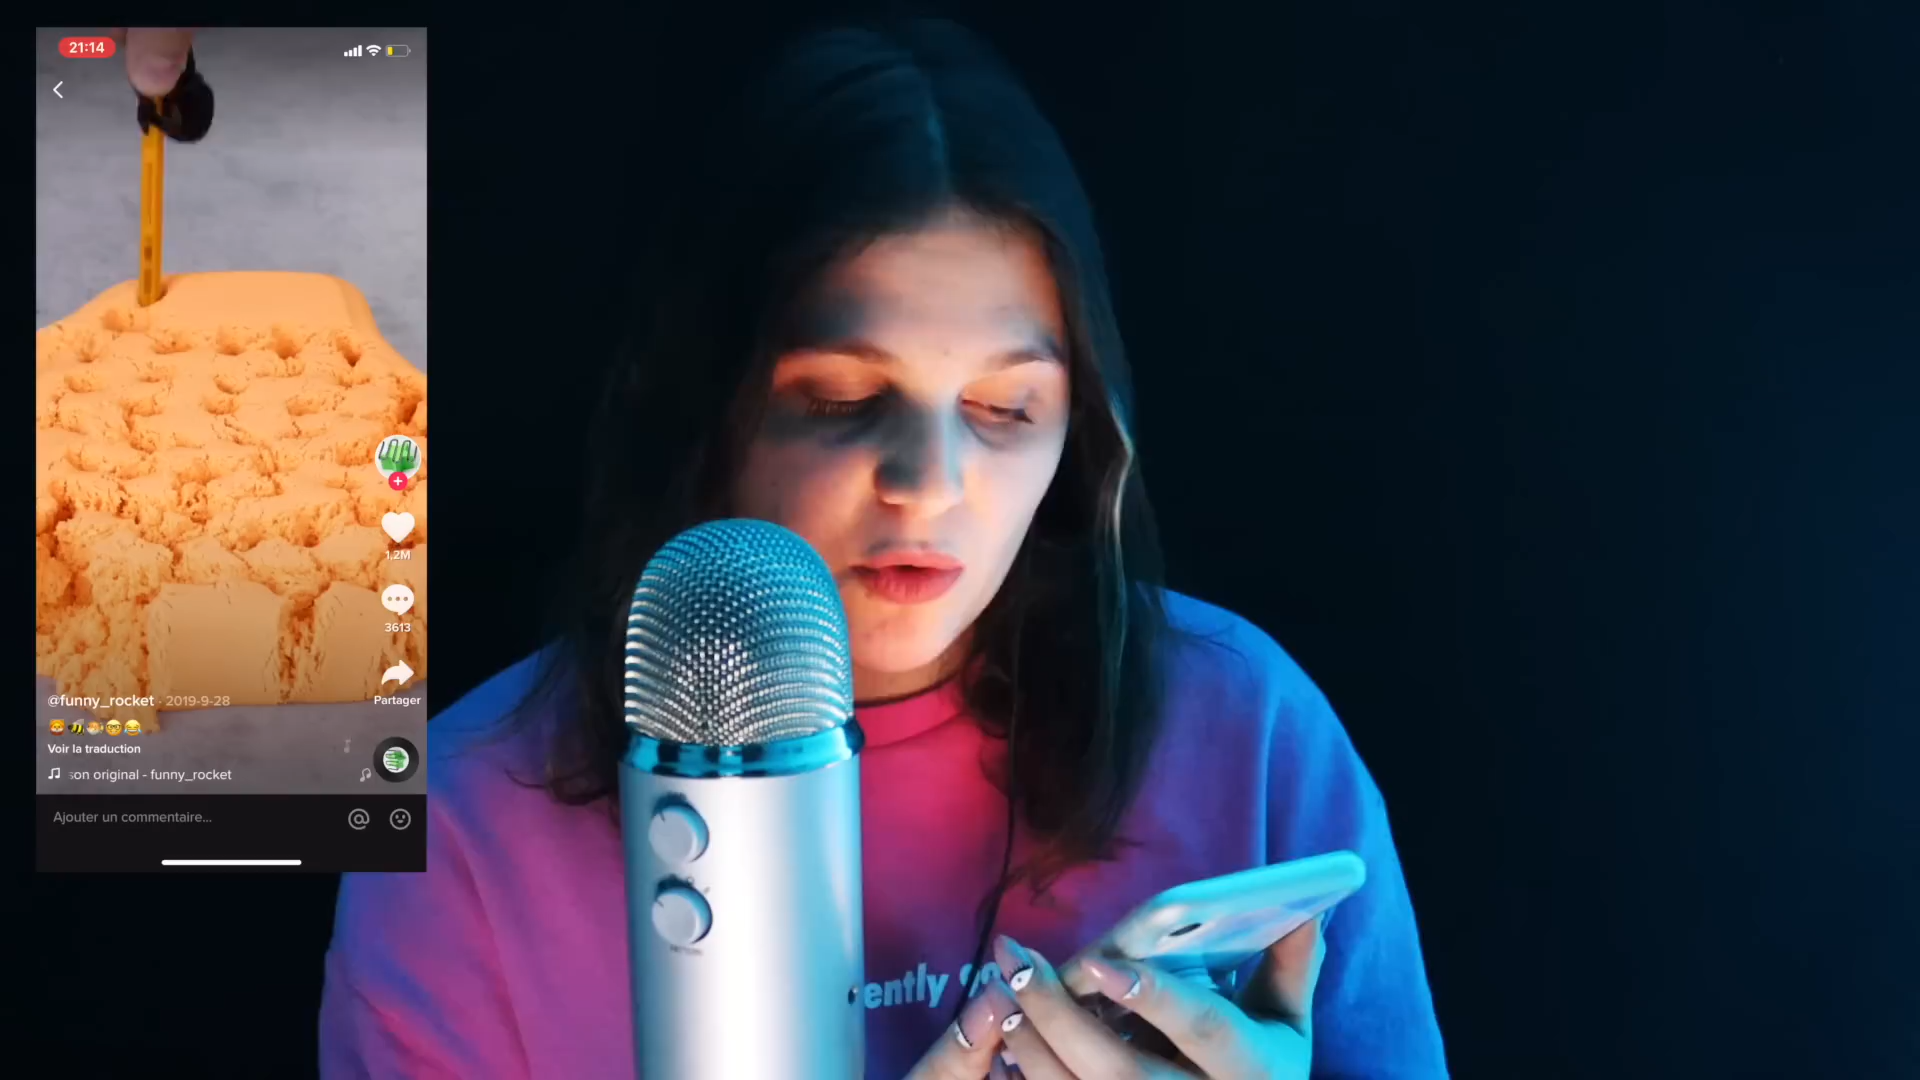 21:14
1,2M
3613
Partager
@funny_rocket · 2019-9-28
Voir la traduction
son original - funny_rocket
Ajouter un commentaire...
ently